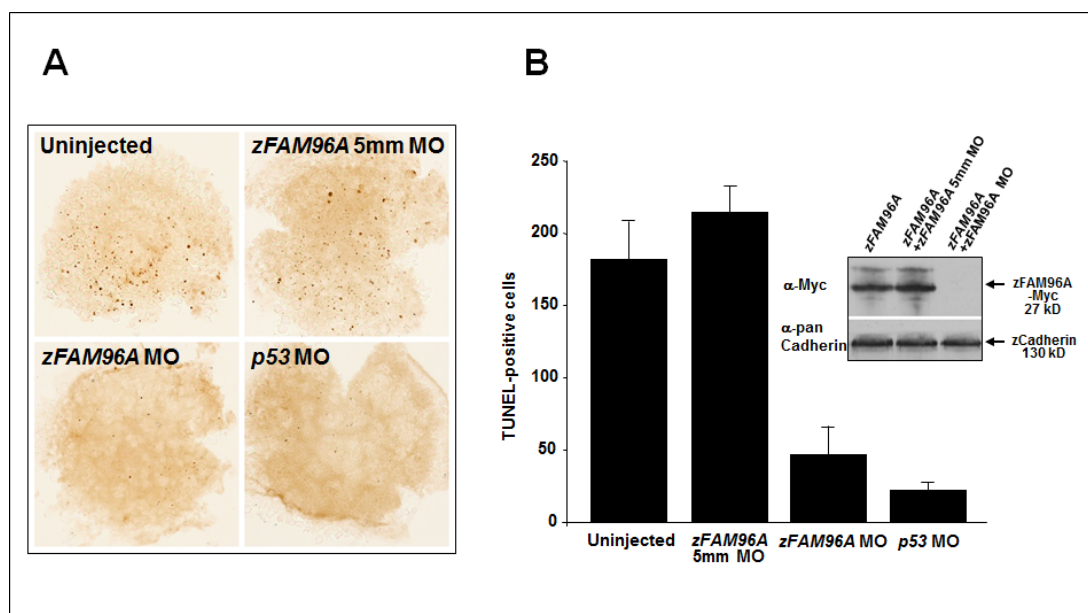 A
B
Uninjected
zFAM96A 5mm MO
zFAM96A MO
p53 MO
TUNEL-positive cells
250
200
150
100
50
0
Uninjected
zFAM96A
5mm MO
zFAM96A MO
p53 MO
zFAM96A
zFAM96A
+zFAM96A 5mm MO
zFAM96A
+zFAM96A MO
α-Myc
zFAM96A
-Myc
27 kD
α-pan
Cadherin
zCadherin
130 kD